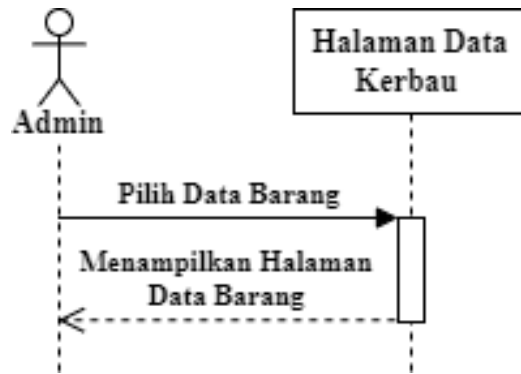 Halaman Data
Kerbau
Admin
Pilih Data Barang
Menampilkan Halaman
Data Barang